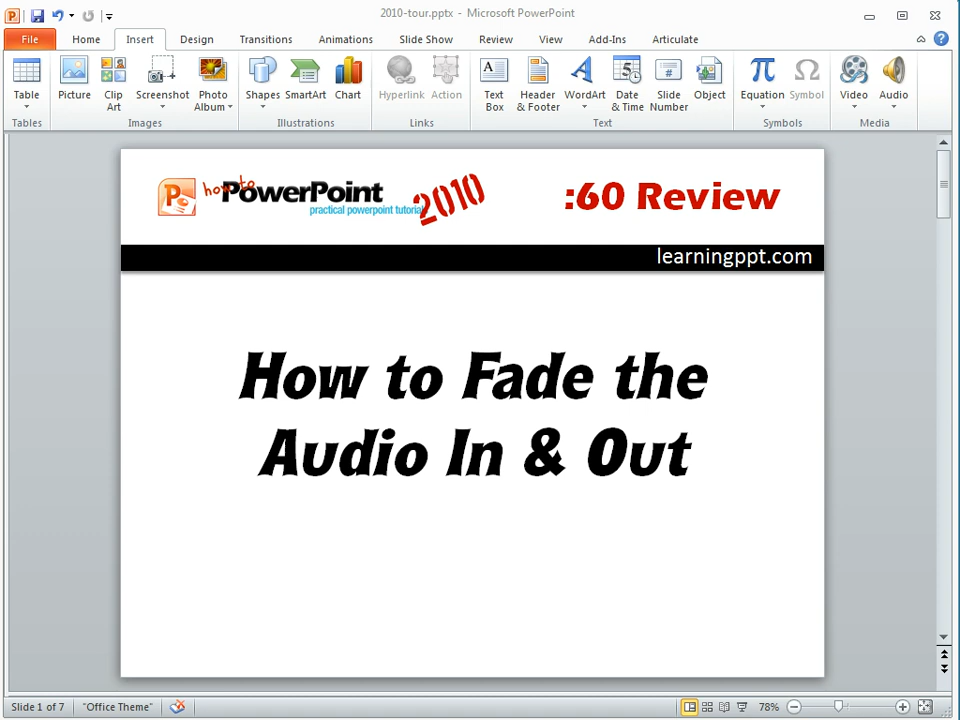 2010-tour.pptx - Microsoft PowerPoint
File Home Insert Design Transitions Animations Slide Show Review View Add-Ins Articulate
Table Picture Clip Art Screenshot Photo Album Shapes SmartArt Chart Hyperlink Action Text Box Header & Footer WordArt Date & Time Slide Number Object Equation Symbol Video Audio
Tables Images Illustrations Links Text Symbols Media
how to PowerPoint 2010 :60 Review
practical powerpoint tutorial
learningppt.com
How to Fade the
Audio In & Out
Slide 1 of 7 "Office Theme" 78%